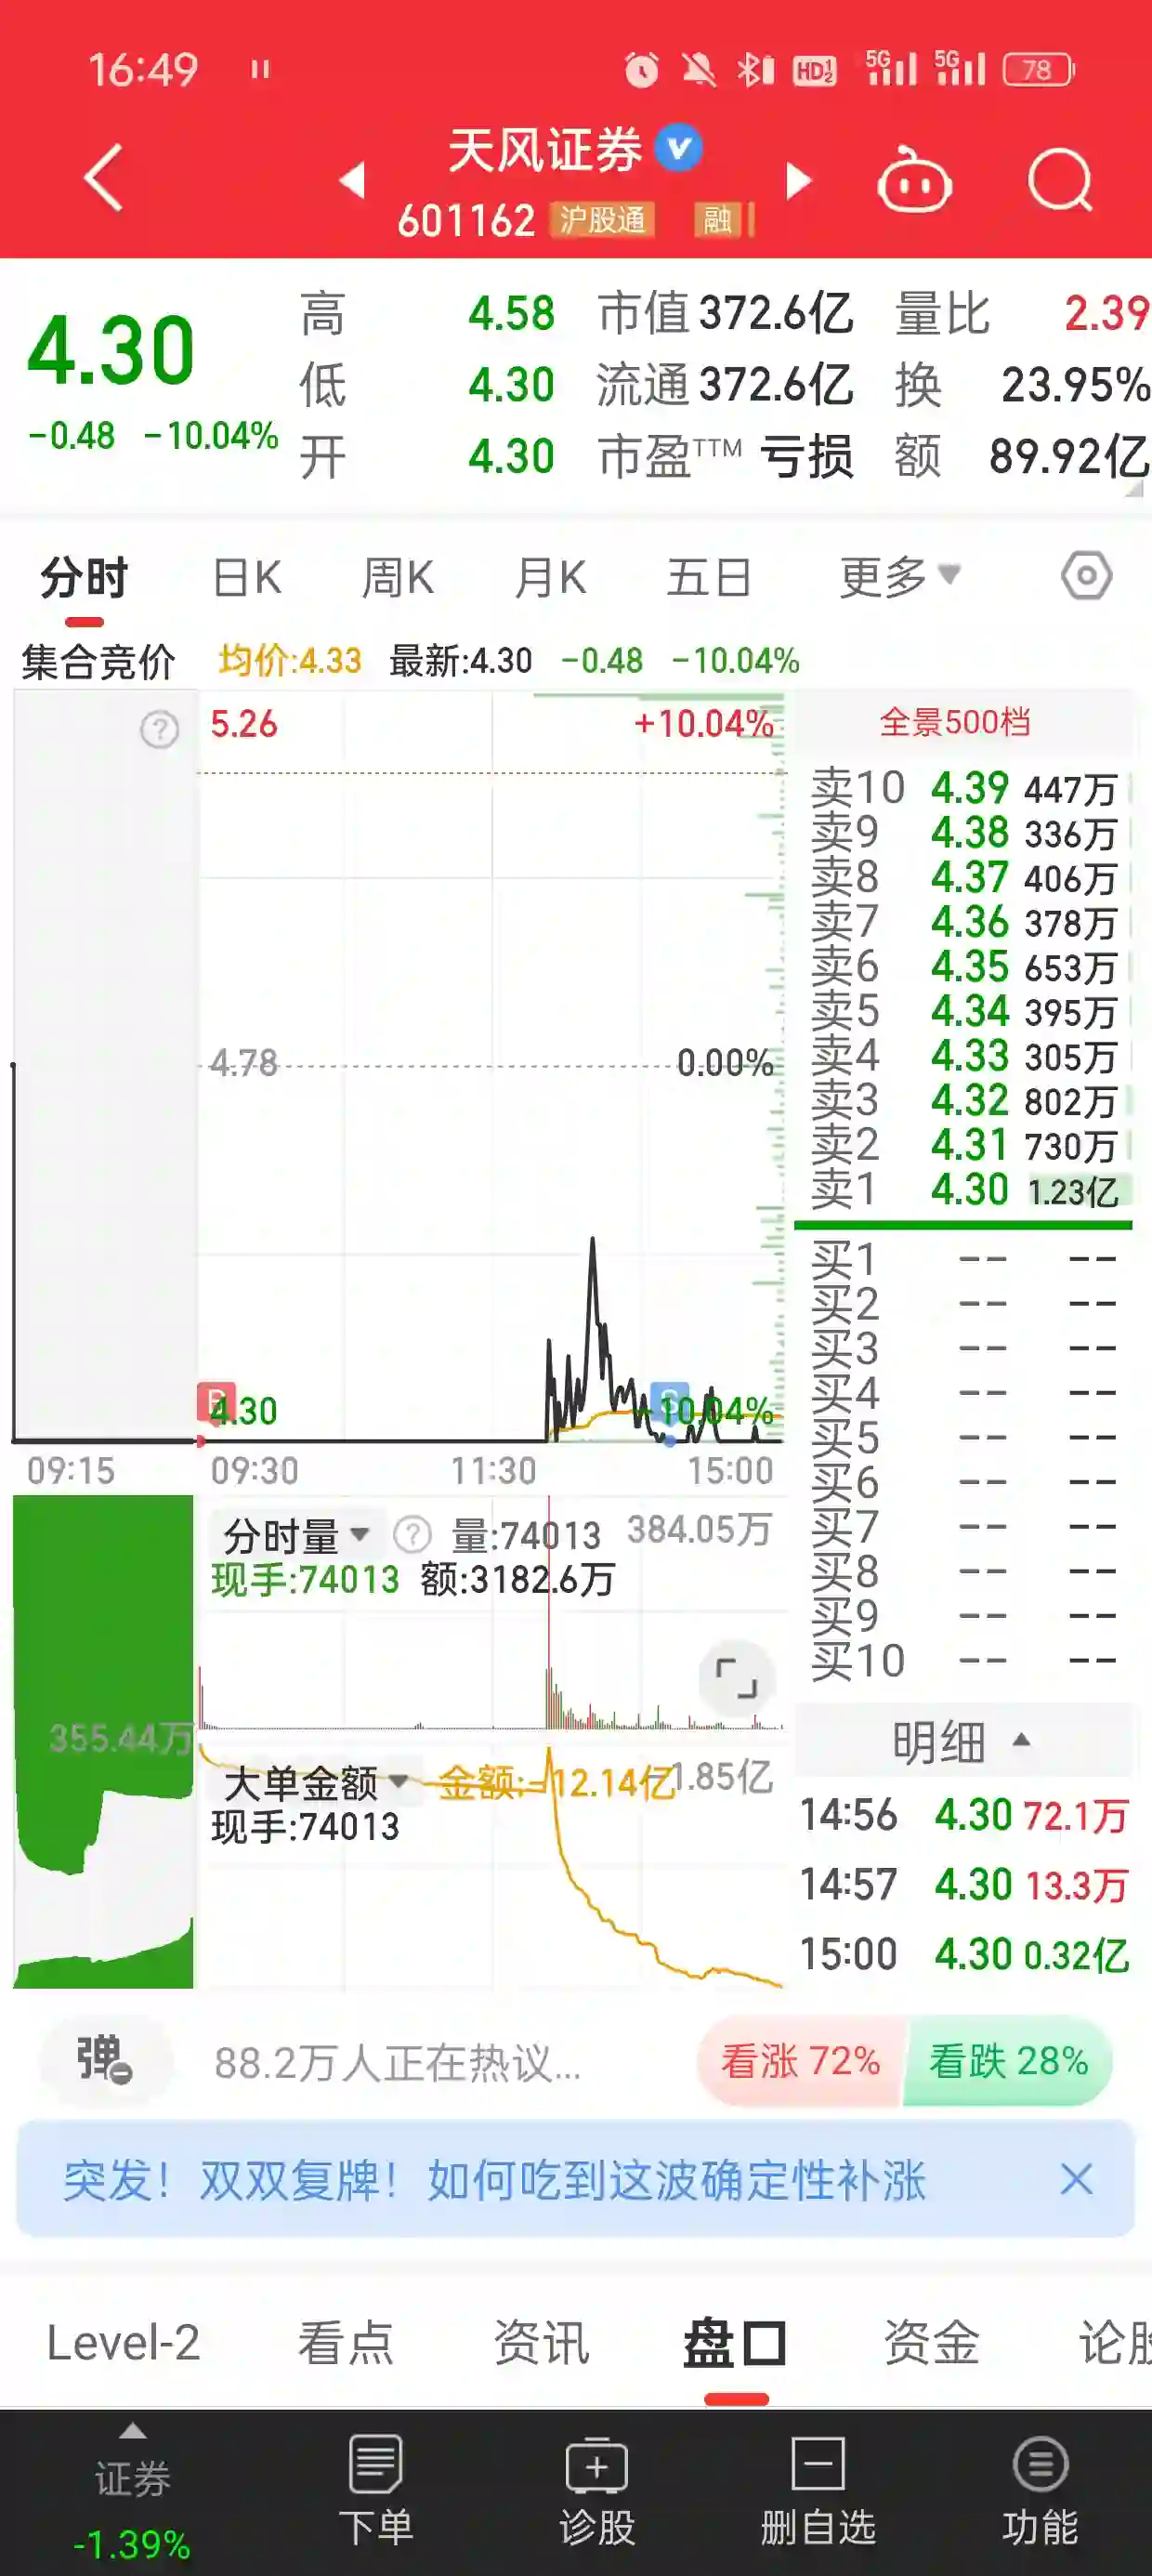 16:49 HD 1 2 5G 5G 78
天风证券
601162 沪股通 融
4.30
-0.48 -10.04%
高 4.58 市值 372.6亿 量比 2.39
低 4.30 流通 372.6亿 换 23.95%
开 4.30 市盈TTM 亏损 额 89.92亿
分时 日K 周K 月K 五日 更多
集合竞价 均价:4.33 最新:4.30 -0.48 -10.04%
5.26 +10.04%
4.78 0.00%
4.30 -10.04%
B S
09:15 09:30 11:30 15:00
全景500档
卖10 4.39 447万
卖9 4.38 336万
卖8 4.37 406万
卖7 4.36 378万
卖6 4.35 653万
卖5 4.34 395万
卖4 4.33 305万
卖3 4.32 802万
卖2 4.31 730万
卖1 4.30 1.23亿
买1 -- --
买2 -- --
买3 -- --
买4 -- --
买5 -- --
买6 -- --
买7 -- --
买8 -- --
买9 -- --
买10 -- --
分时量 量:74013 384.05万
现手:74013 额:3182.6万
355.44万
大单金额 金额:-12.14亿 1.85亿
现手:74013
明细
14:56 4.30 72.1万
14:57 4.30 13.3万
15:00 4.30 0.32亿
弹 88.2万人正在热议... 看涨 72% 看跌 28%
突发！双双复牌！如何吃到这波确定性补涨
Level-2 看点 资讯 盘口 资金 论股
证券 下单 诊股 删自选 功能
-1.39%